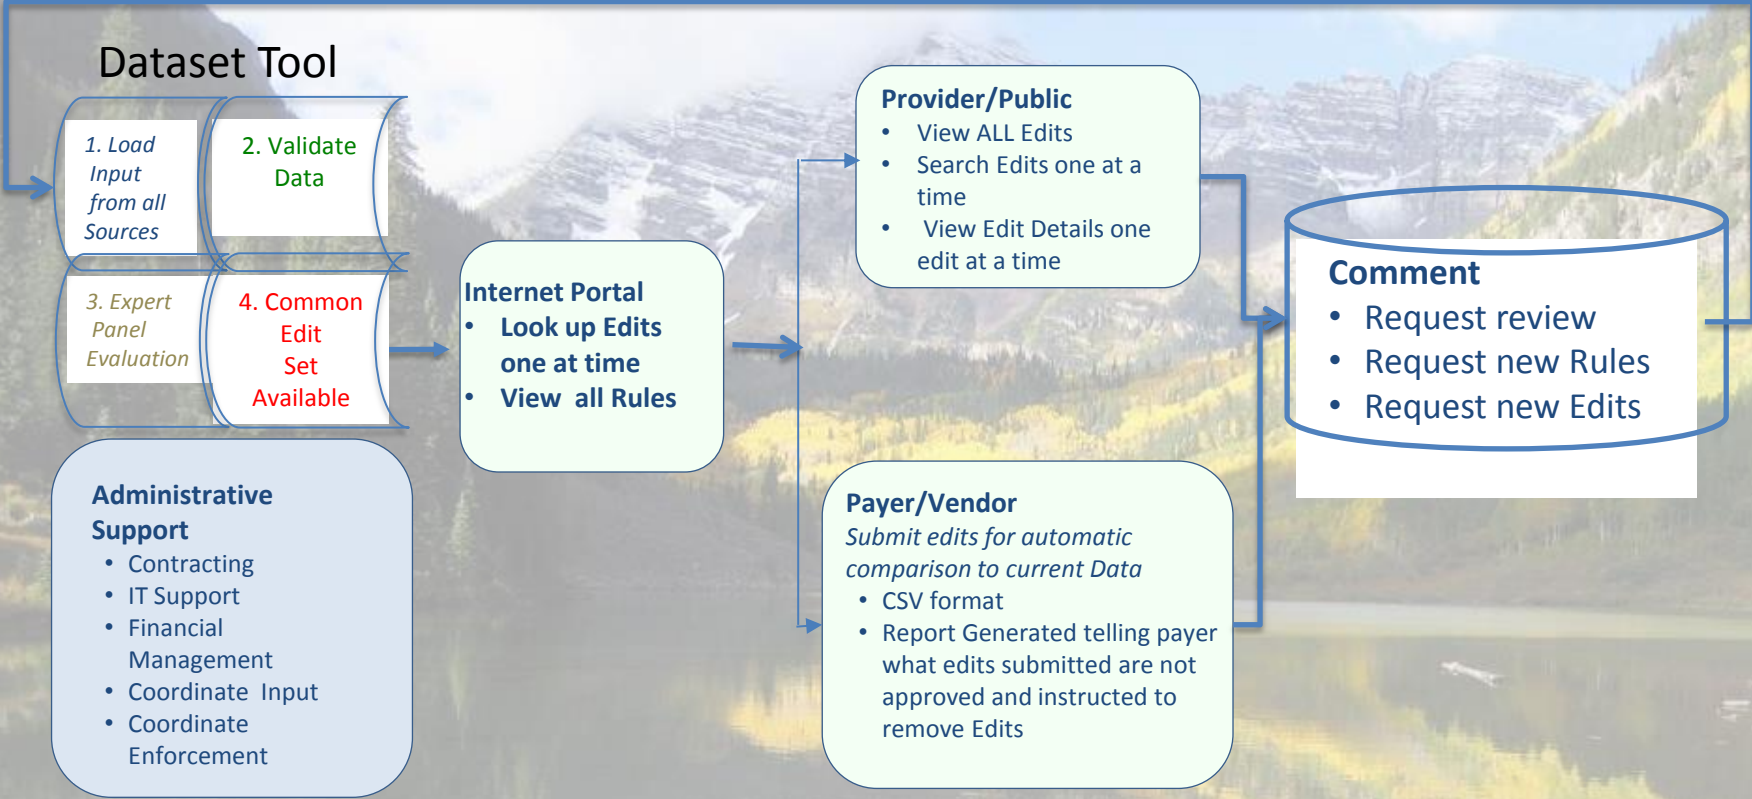 Dataset Tool
1. Load
Input
from all
Sources
2. Validate
Data
3. Expert
Panel
Evaluation
4. Common
Edit
Set
Available
Administrative
Support
• Contracting
• IT Support
• Financial
Management
• Coordinate Input
• Coordinate
Enforcement
Internet Portal
• Look up Edits
one at time
• View all Rules
Provider/Public
• View ALL Edits
• Search Edits one at a
time
• View Edit Details one
edit at a time
Payer/Vendor
Submit edits for automatic
comparison to current Data
• CSV format
• Report Generated telling payer
what edits submitted are not
approved and instructed to
remove Edits
Comment
• Request review
• Request new Rules
• Request new Edits